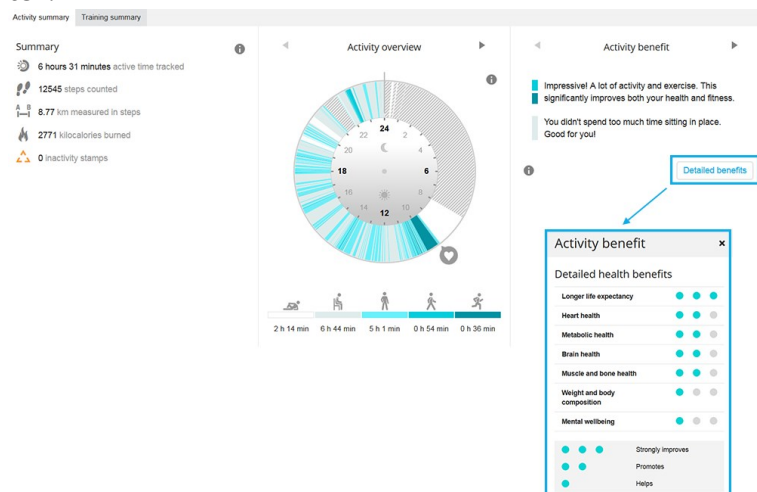 Activity summary
Training summary
Summary
6 hours 31 minutes active time tracked
12545 steps counted
A B
8.77 km measured in steps
2771 kilocalories burned
0 inactivity stamps
Activity overview
24
22
2
20
4
18
6
16
8
14
10
12
2 h 14 min
6 h 44 min
5 h 1 min
0 h 54 min
0 h 36 min
Activity benefit
Impressive! A lot of activity and exercise. This
significantly improves both your health and fitness.
You didn't spend too much time sitting in place.
Good for you!
Detailed benefits
Activity benefit
Detailed health benefits
Longer life expectancy
Heart health
Metabolic health
Brain health
Muscle and bone health
Weight and body
composition
Mental wellbeing
Strongly improves
Promotes
Helps